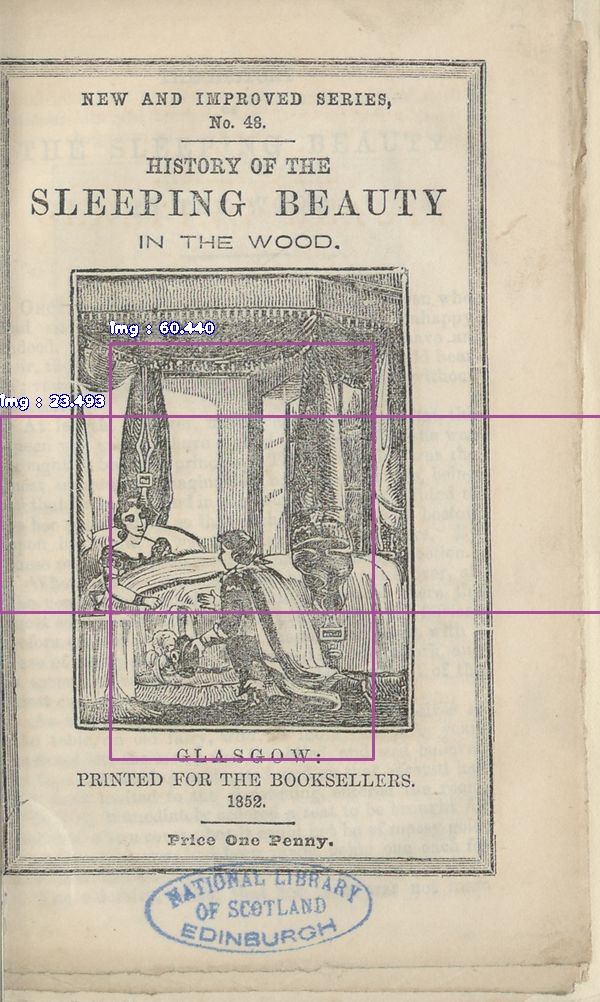 NEW AND IMPROVED SERIES,
No. 48.
HISTORY OF THE
SLEEPING BEAUTY
IN THE WOOD.
Img : 60.440
Img : 23.493
GLASGOW:
PRINTED FOR THE BOOKSELLERS.
1852.
Price One Penny.
NATIONAL LIBRARY
OF SCOTLAND
EDINBURGH